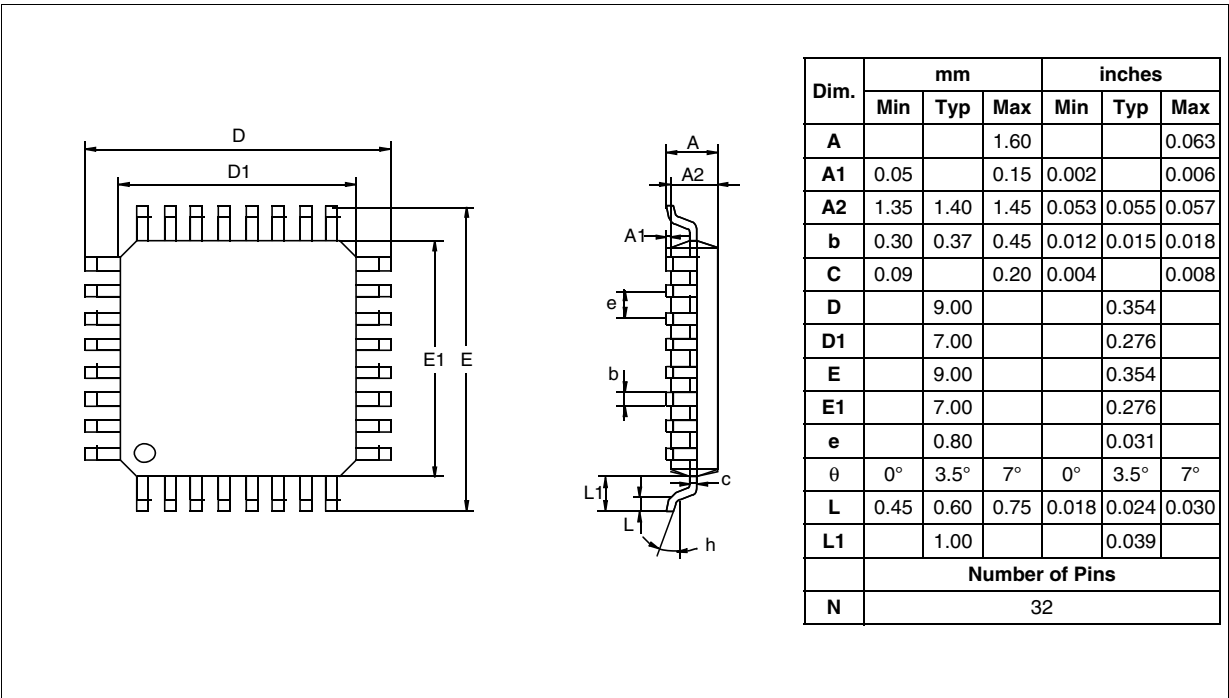 D
D1
E1 E
A
A2
A1
e
b
L1
c
L
h
Dim. mm inches
Min Typ Max Min Typ Max
A 1.60 0.063
A1 0.05 0.15 0.002 0.006
A2 1.35 1.40 1.45 0.053 0.055 0.057
b 0.30 0.37 0.45 0.012 0.015 0.018
C 0.09 0.20 0.004 0.008
D 9.00 0.354
D1 7.00 0.276
E 9.00 0.354
E1 7.00 0.276
e 0.80 0.031
θ 0° 3.5° 7° 0° 3.5° 7°
L 0.45 0.60 0.75 0.018 0.024 0.030
L1 1.00 0.039
Number of Pins
N 32